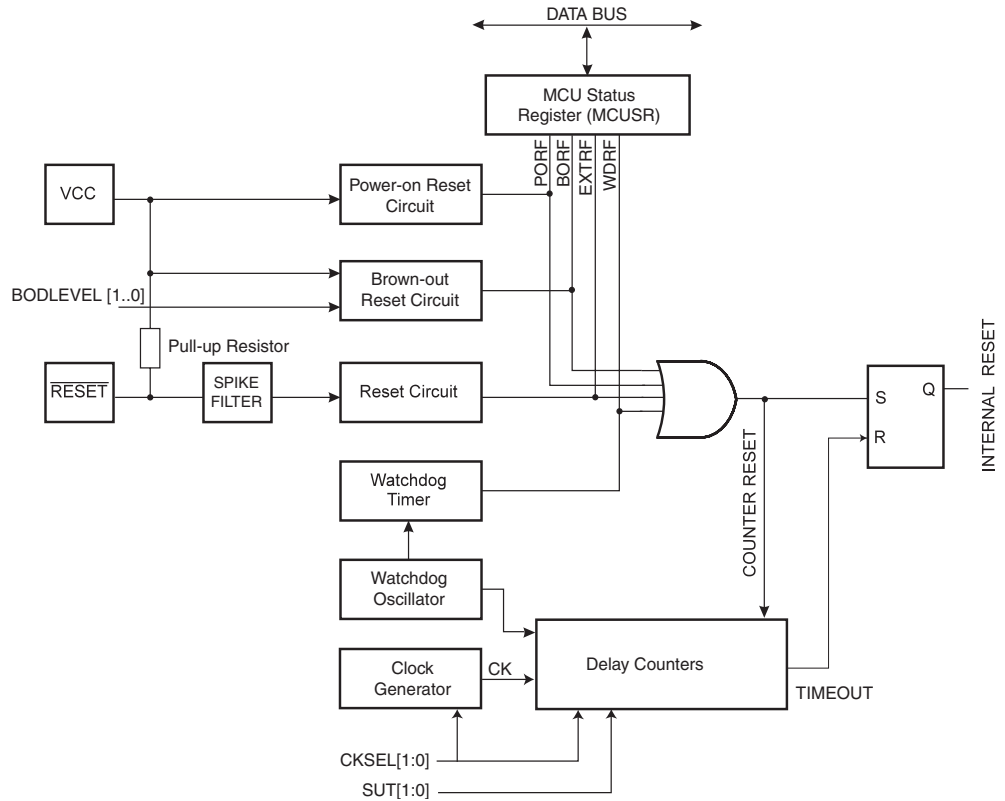 DATA BUS
MCU Status
Register (MCUSR)
PORF
BORF
EXTRF
WDRF
VCC
Power-on Reset
Circuit
Brown-out
Reset Circuit
BODLEVEL [1..0]
Pull-up Resistor
RESET
SPIKE
FILTER
Reset Circuit
S
Q
R
INTERNAL RESET
COUNTER RESET
Watchdog
Timer
Watchdog
Oscillator
Clock
Generator
CK
Delay Counters
TIMEOUT
CKSEL[1:0]
SUT[1:0]